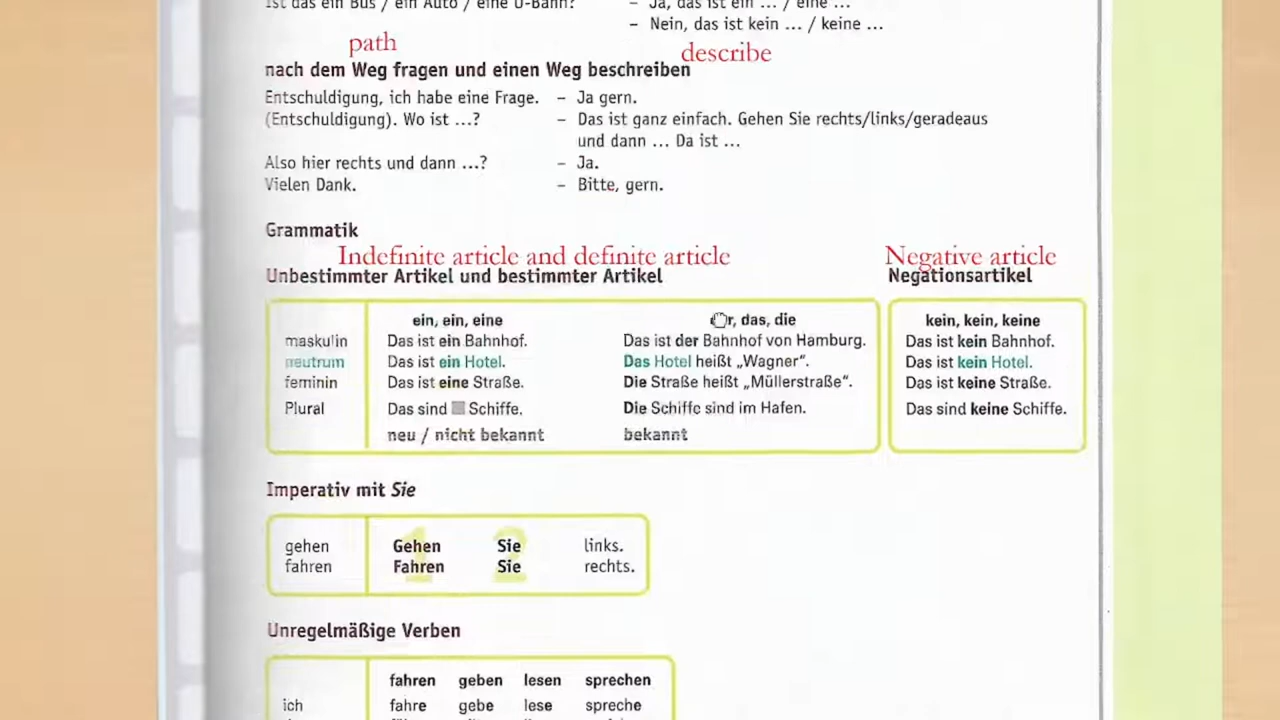 Ist das ein Bus / ein Auto / eine U-Bahn? – Ja, das ist ein ... / eine ...
– Nein, das ist kein ... / keine ...
path
describe
nach dem Weg fragen und einen Weg beschreiben
Entschuldigung, ich habe eine Frage. – Ja gern.
(Entschuldigung). Wo ist ...? – Das ist ganz einfach. Gehen Sie rechts/links/geradeaus
und dann ... Da ist ...
Also hier rechts und dann ...? – Ja.
Vielen Dank. – Bitte, gern.
Grammatik
Indefinite article and definite article Negative article
Unbestimmter Artikel und bestimmter Artikel Negationsartikel
ein, ein, eine r, das, die kein, kein, keine
maskulin Das ist ein Bahnhof. Das ist der Bahnhof von Hamburg. Das ist kein Bahnhof.
neutrum Das ist ein Hotel. Das Hotel heißt „Wagner“. Das ist kein Hotel.
feminin Das ist eine Straße. Die Straße heißt „Müllerstraße“. Das ist keine Straße.
Plural Das sind Schiffe. Die Schiffe sind im Hafen. Das sind keine Schiffe.
neu / nicht bekannt bekannt
Imperativ mit Sie
1 2
gehen Gehen Sie links.
fahren Fahren Sie rechts.
Unregelmäßige Verben
fahren geben lesen sprechen
ich fahre gebe lese spreche